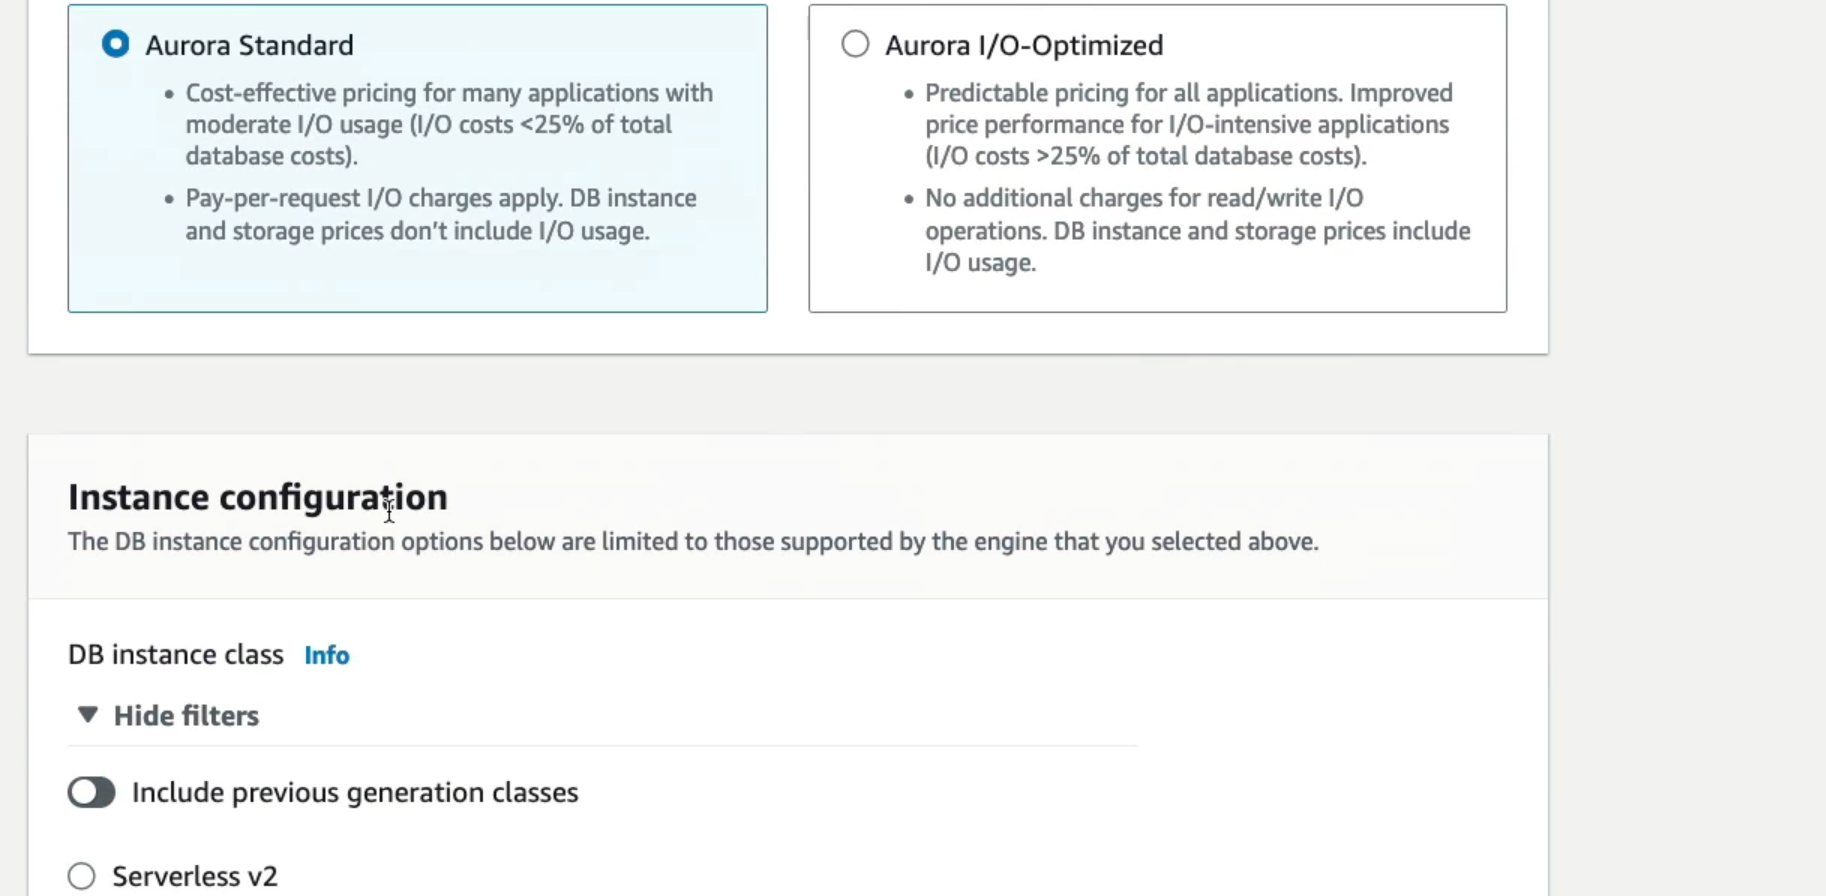 Aurora Standard
• Cost-effective pricing for many applications with
moderate I/O usage (I/O costs <25% of total
database costs).
• Pay-per-request I/O charges apply. DB instance
and storage prices don’t include I/O usage.
Aurora I/O-Optimized
• Predictable pricing for all applications. Improved
price performance for I/O-intensive applications
(I/O costs >25% of total database costs).
• No additional charges for read/write I/O
operations. DB instance and storage prices include
I/O usage.
Instance configuration
The DB instance configuration options below are limited to those supported by the engine that you selected above.
DB instance class Info
Hide filters
Include previous generation classes
Serverless v2